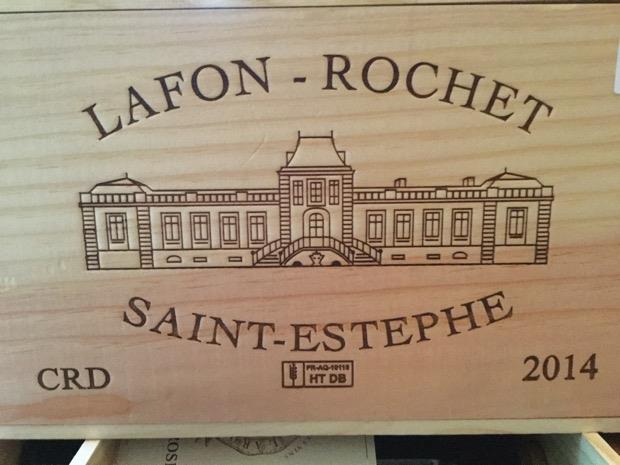 LAFON - ROCHET
SAINT-ESTEPHE
CRD
FR-AQ-10118
HT DB
2014